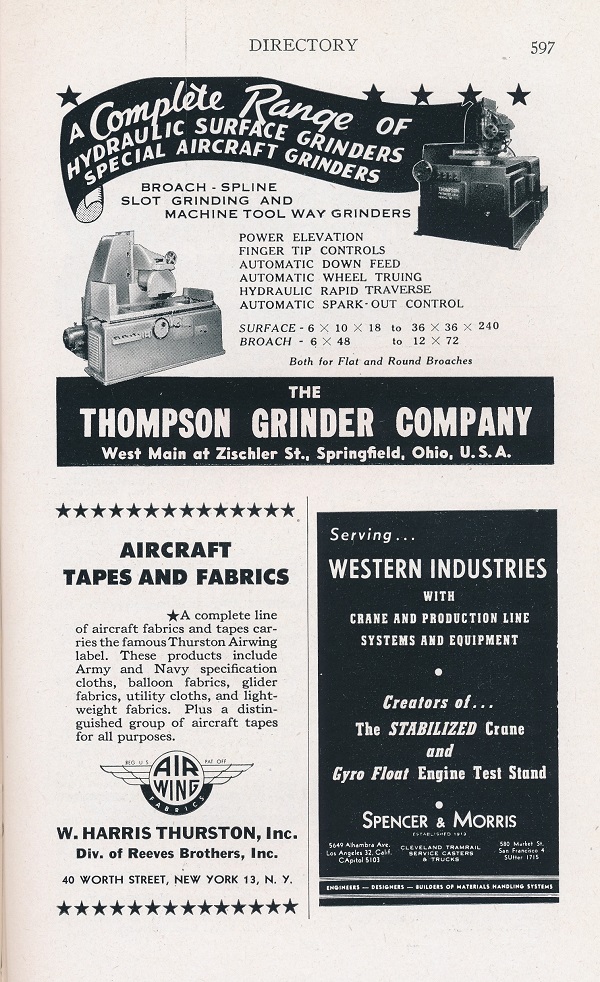 DIRECTORY
597
A Complete Range OF
HYDRAULIC SURFACE GRINDERS
SPECIAL AIRCRAFT GRINDERS
BROACH - SPLINE
SLOT GRINDING AND
MACHINE TOOL WAY GRINDERS
THOMPSON
POWER ELEVATION
FINGER TIP CONTROLS
AUTOMATIC DOWN FEED
AUTOMATIC WHEEL TRUING
HYDRAULIC RAPID TRAVERSE
AUTOMATIC SPARK-OUT CONTROL
SURFACE - 6 × 10 × 18 to 36 × 36 × 240
BROACH - 6 × 48 to 12 × 72
Both for Flat and Round Broaches
THE
THOMPSON GRINDER COMPANY
West Main at Zischler St., Springfield, Ohio, U.S.A.
★★★★★★★★★★★★★★★★★
AIRCRAFT
TAPES AND FABRICS
★A complete line
of aircraft fabrics and tapes car-
ries the famous Thurston Airwing
label. These products include
Army and Navy specification
cloths, balloon fabrics, glider
fabrics, utility cloths, and light-
weight fabrics. Plus a distin-
guished group of aircraft tapes
for all purposes.
REG U S PAT OFF
AIR
WING
FABRICS
W. HARRIS THURSTON, Inc.
Div. of Reeves Brothers, Inc.
40 WORTH STREET, NEW YORK 13, N. Y.
★★★★★★★★★★★★★★★★★
Serving...
WESTERN INDUSTRIES
WITH
CRANE AND PRODUCTION LINE
SYSTEMS AND EQUIPMENT
•
Creators of...
The STABILIZED Crane
and
Gyro Float Engine Test Stand
•
SPENCER & MORRIS
ESTABLISHED 1913
5649 Alhambra Ave.
Los Angeles 32, Calif.
CApitol 5103
CLEVELAND TRAMRAIL
SERVICE CASTERS
& TRUCKS
580 Market St.
San Francisco 4
SUtter 1715
ENGINEERS — DESIGNERS — BUILDERS OF MATERIALS HANDLING SYSTEMS